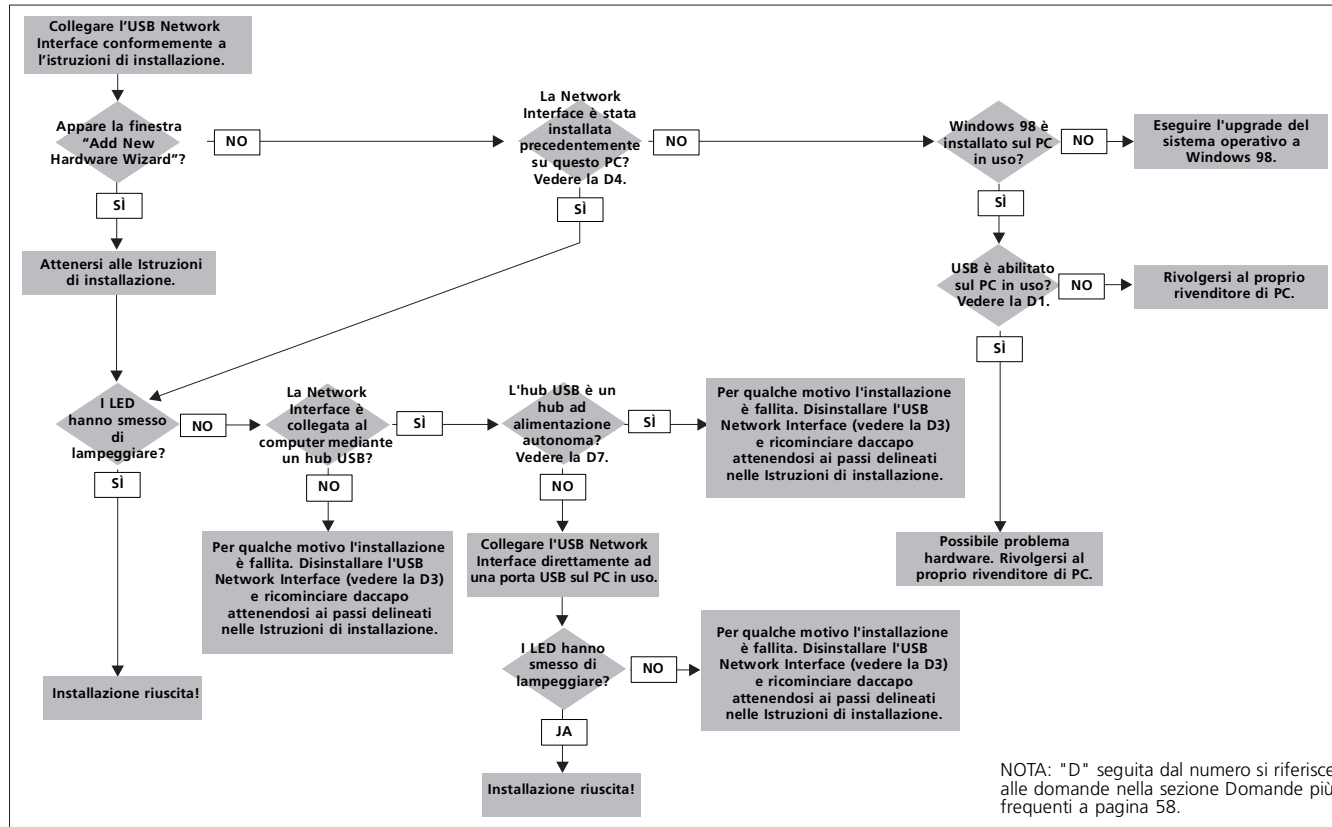 Collegare l'USB Network
Interface conformemente a
l'istruzioni di installazione.
Appare la finestra
"Add New
Hardware Wizard"?
NO
La Network
Interface è stata
installata
precedentemente
su questo PC?
Vedere la D4.
NO
Windows 98 è
installato sul PC
in uso?
NO
Eseguire l'upgrade del
sistema operativo a
Windows 98.
SÌ
SÌ
SÌ
Attenersi alle Istruzioni
di installazione.
USB è abilitato
sul PC in uso?
Vedere la D1.
NO
Rivolgersi al proprio
rivenditore di PC.
SÌ
I LED
hanno smesso
di
lampeggiare?
NO
La Network
Interface è
collegata al
computer mediante
un hub USB?
SÌ
L'hub USB è un
hub ad
alimentazione
autonoma?
Vedere la D7.
SÌ
Per qualche motivo l'installazione
è fallita. Disinstallare l'USB
Network Interface (vedere la D3)
e ricominciare daccapo
attenendosi ai passi delineati
nelle Istruzioni di installazione.
SÌ
NO
NO
Per qualche motivo l'installazione
è fallita. Disinstallare l'USB
Network Interface (vedere la D3)
e ricominciare daccapo
attenendosi ai passi delineati
nelle Istruzioni di installazione.
Collegare l'USB Network
Interface direttamente ad
una porta USB sul PC in uso.
Possibile problema
hardware. Rivolgersi al
proprio rivenditore di PC.
I LED hanno
smesso di
lampeggiare?
NO
Per qualche motivo l'installazione
è fallita. Disinstallare l'USB
Network Interface (vedere la D3)
e ricominciare daccapo
attenendosi ai passi delineati
nelle Istruzioni di installazione.
Installazione riuscita!
JA
Installazione riuscita!
NOTA: "D" seguita dal numero si riferisce
alle domande nella sezione Domande più
frequenti a pagina 58.